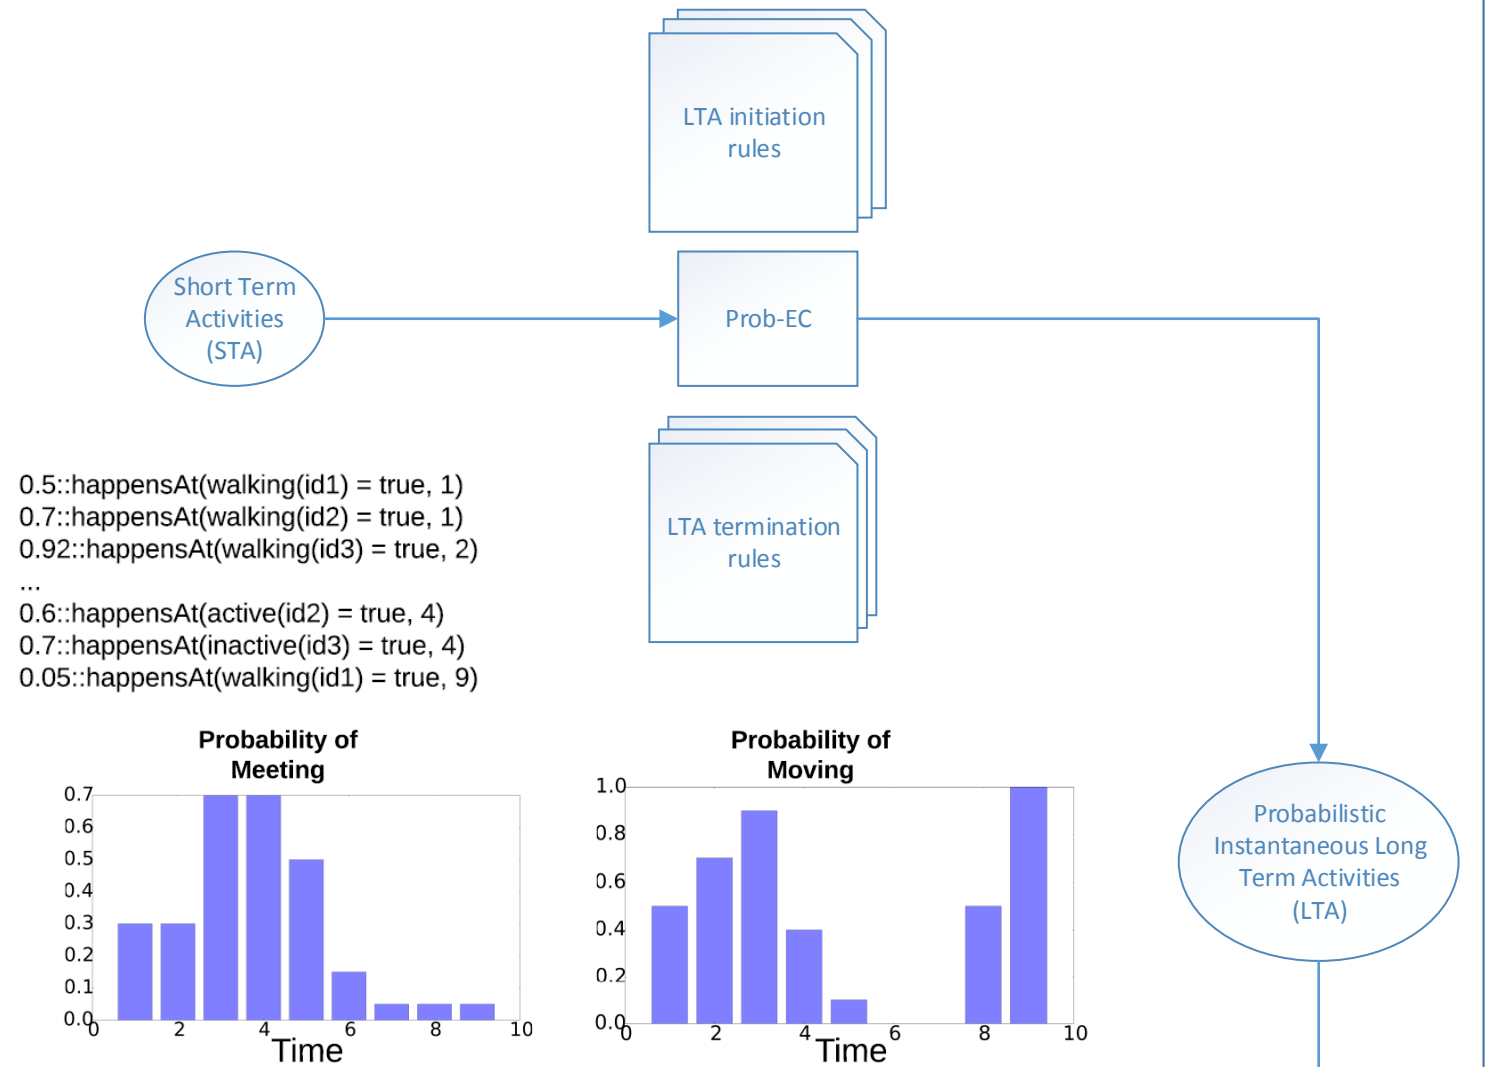 LTA initiation
rules
Short Term
Activities
(STA)
Prob-EC
LTA termination
rules
0.5::happensAt(walking(id1) = true, 1)
0.7::happensAt(walking(id2) = true, 1)
0.92::happensAt(walking(id3) = true, 2)
...
0.6::happensAt(active(id2) = true, 4)
0.7::happensAt(inactive(id3) = true, 4)
0.05::happensAt(walking(id1) = true, 9)
Probability of
Meeting
0.7
0.6
0.5
0.4
0.3
0.2
0.1
0.0
0 2 4 6 8 10
Time
Probability of
Moving
1.0
0.8
0.6
0.4
0.2
0.0
0 2 4 6 8 10
Time
Probabilistic
Instantaneous Long
Term Activities
(LTA)